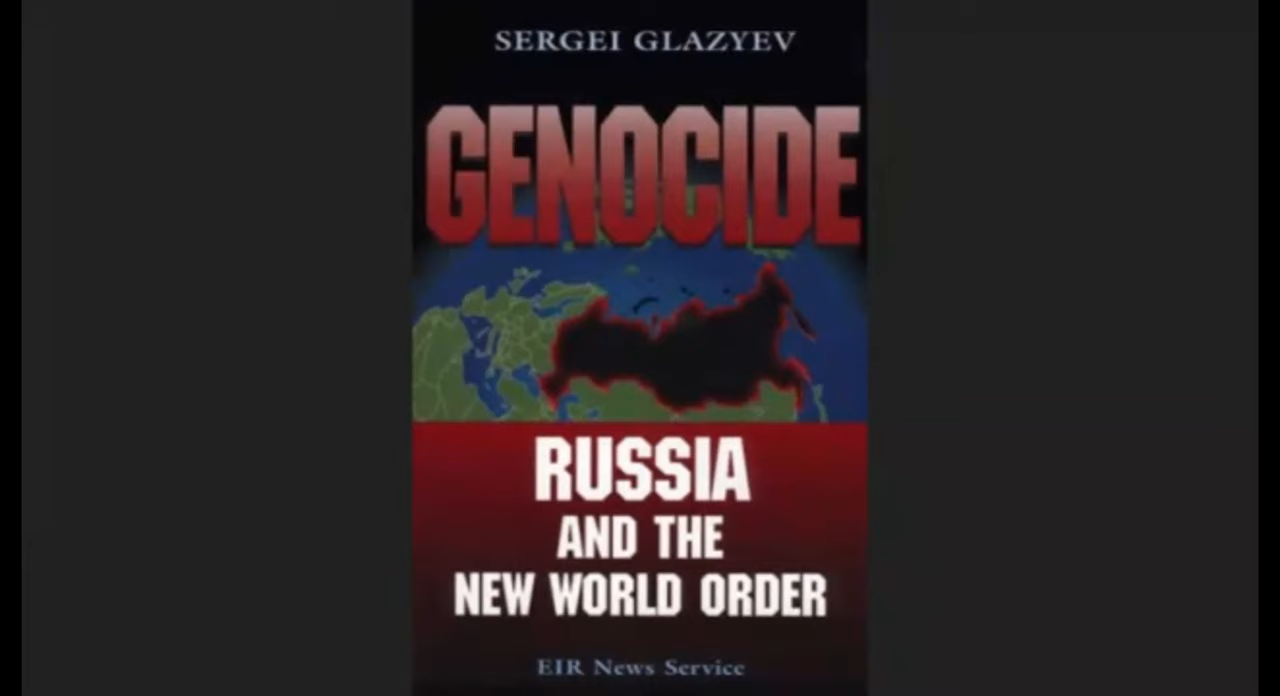 SERGEI GLAZYEV
GENOCIDE
RUSSIA
AND THE
NEW WORLD ORDER
EIR News Service